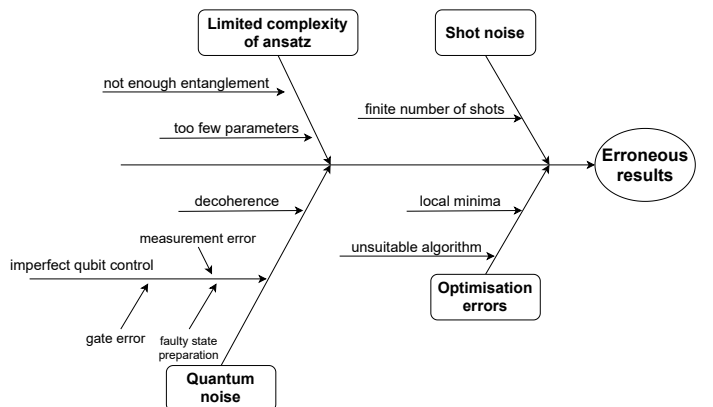 Limited complexity
of ansatz
Shot noise
not enough entanglement
finite number of shots
too few parameters
Erroneous
results
decoherence
local minima
measurement error
unsuitable algorithm
imperfect qubit control
Optimisation
errors
gate error
faulty state
preparation
Quantum
noise